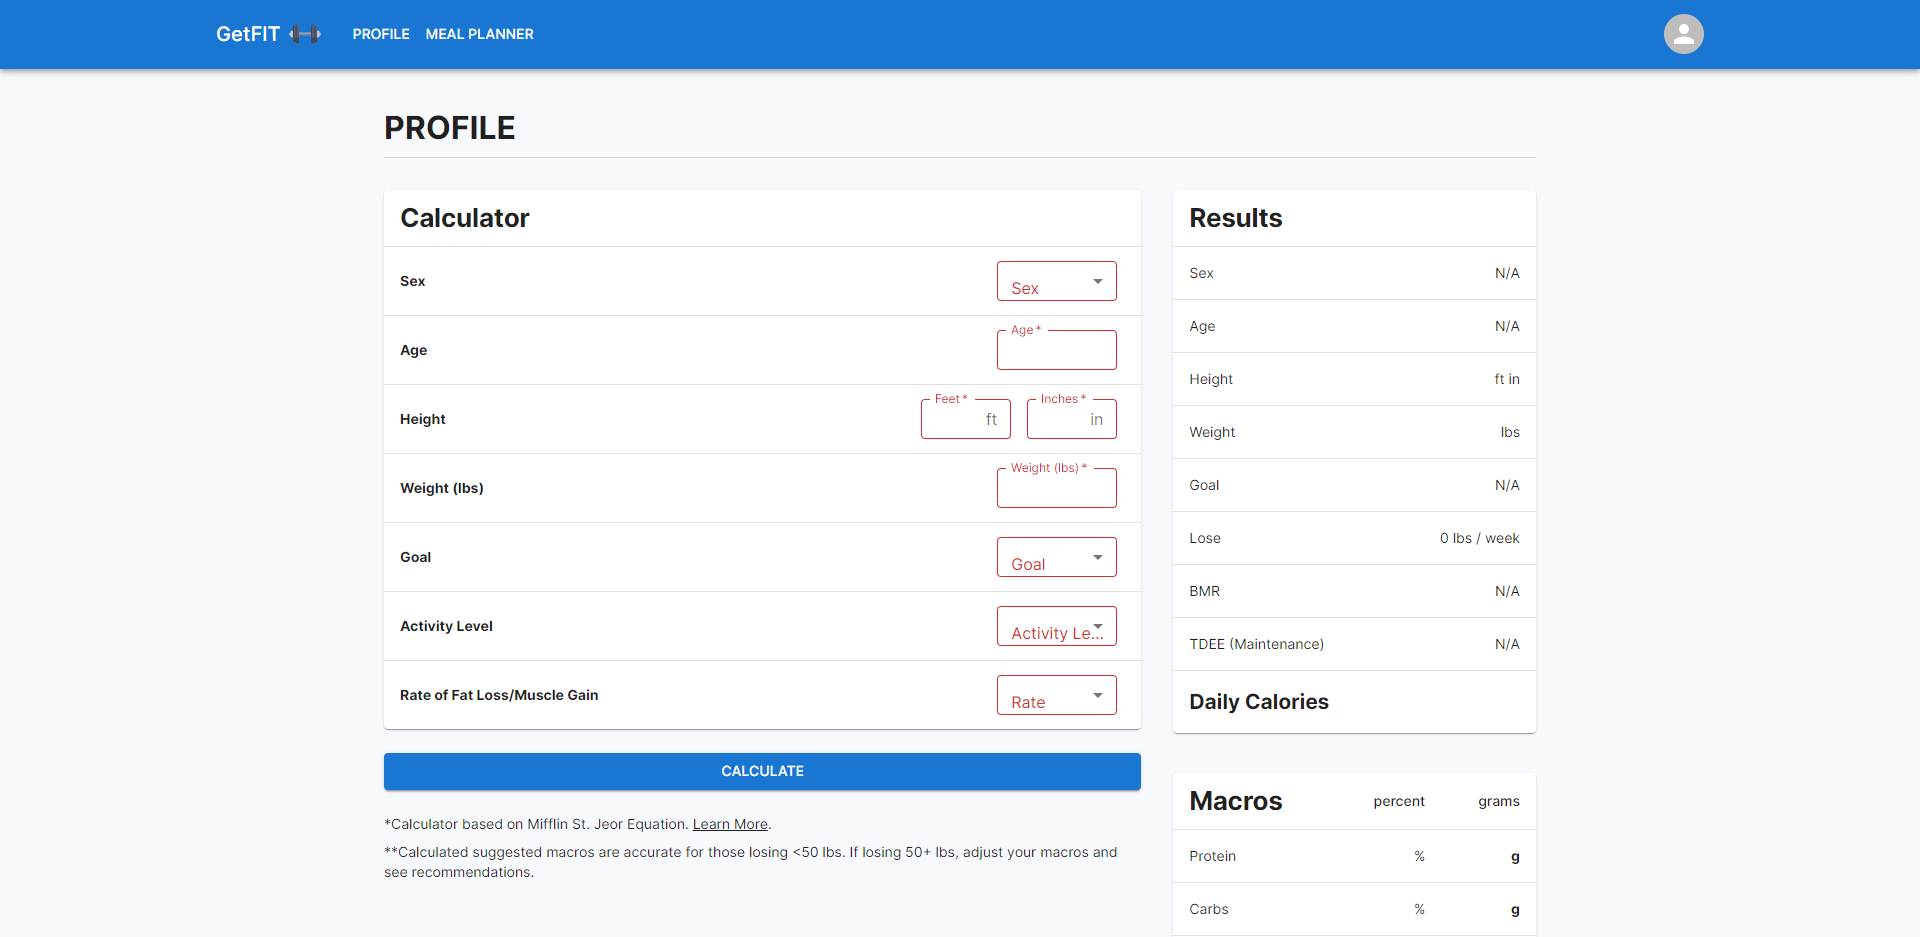 GetFIT
PROFILE
MEAL PLANNER
PROFILE
Calculator
Sex
Sex
Age
Age *
Height
Feet *
ft
Inches *
in
Weight (lbs)
Weight (lbs) *
Goal
Goal
Activity Level
Activity Le...
Rate of Fat Loss/Muscle Gain
Rate
CALCULATE
*Calculator based on Mifflin St. Jeor Equation. Learn More.
**Calculated suggested macros are accurate for those losing <50 lbs. If losing 50+ lbs, adjust your macros and
see recommendations.
Results
Sex N/A
Age N/A
Height ft in
Weight lbs
Goal N/A
Lose 0 lbs / week
BMR N/A
TDEE (Maintenance) N/A
Daily Calories
Macros percent grams
Protein % g
Carbs % g